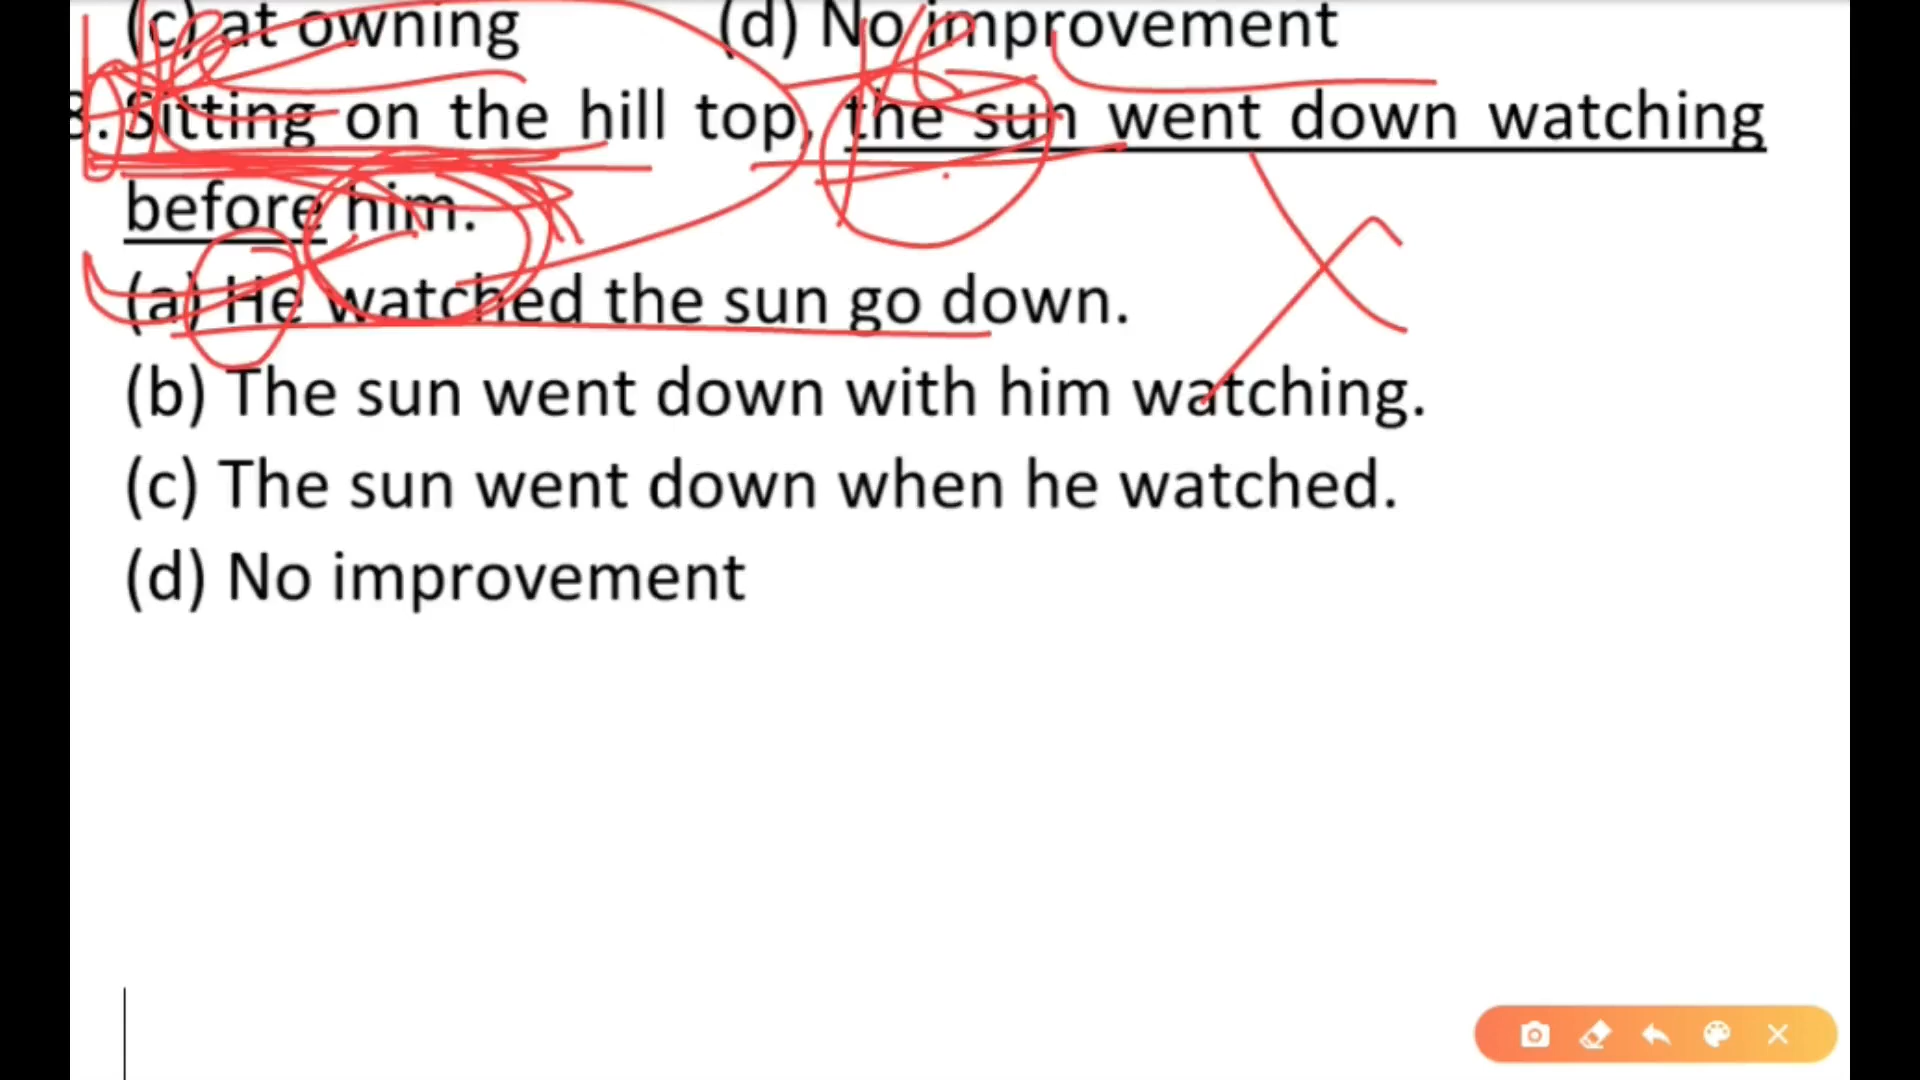 (c) at owning (d) No improvement
8. Sitting on the hill top, the sun went down watching
before him.
(a) He watched the sun go down.
(b) The sun went down with him watching.
(c) The sun went down when he watched.
(d) No improvement